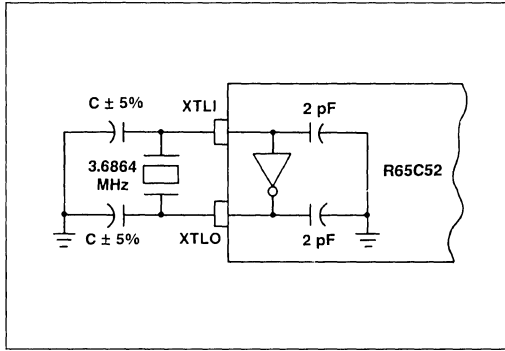 C ± 5%
XTLI
2 pF
3.6864
MHz
R65C52
C ± 5%
XTLO
2 pF